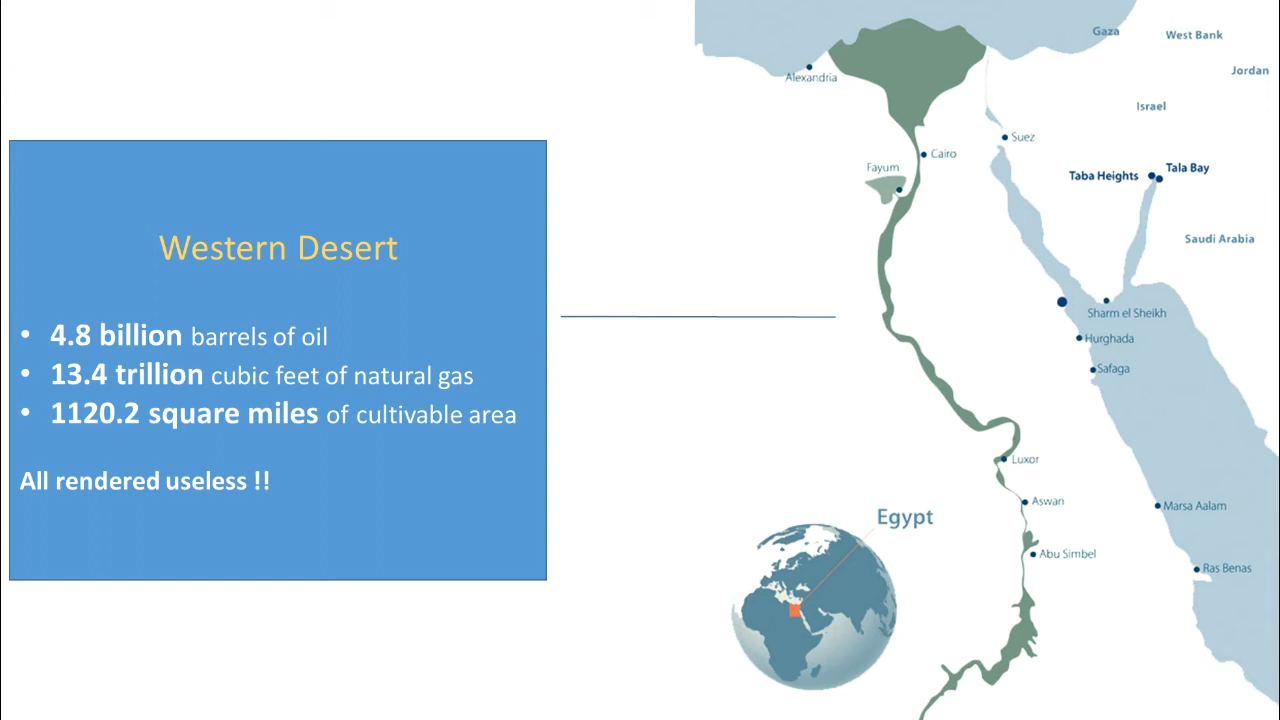 Western Desert
• 4.8 billion barrels of oil
• 13.4 trillion cubic feet of natural gas
• 1120.2 square miles of cultivable area
All rendered useless !!
Gaza
West Bank
Jordan
Alexandria
Israel
Suez
Cairo
Fayum
Taba Heights
Tala Bay
Saudi Arabia
Sharm el Sheikh
Hurghada
Safaga
Luxor
Aswan
Marsa Aalam
Egypt
Abu Simbel
Ras Benas